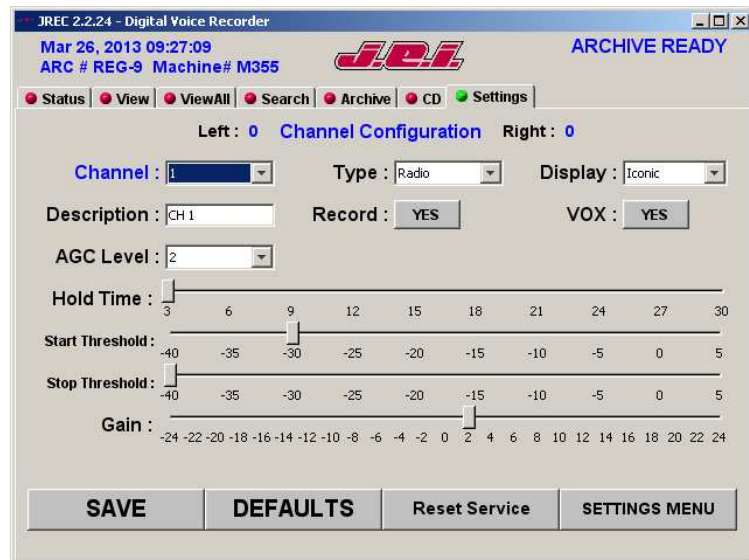 JREC 2.2.24 - Digital Voice Recorder
Mar 26, 2013 09:27:09
ARC # REG-9 Machine# M355
J.E.I.
ARCHIVE READY
Status View ViewAll Search Archive CD Settings
Left : 0 Channel Configuration Right : 0
Channel : 1 Type : Radio Display : Iconic
Description : CH 1 Record : YES VOX : YES
AGC Level : 2
Hold Time :
3 6 9 12 15 18 21 24 27 30
Start Threshold :
-40 -35 -30 -25 -20 -15 -10 -5 0 5
Stop Threshold :
-40 -35 -30 -25 -20 -15 -10 -5 0 5
Gain :
-24 -22 -20 -18 -16 -14 -12 -10 -8 -6 -4 -2 0 2 4 6 8 10 12 14 16 18 20 22 24
SAVE DEFAULTS Reset Service SETTINGS MENU